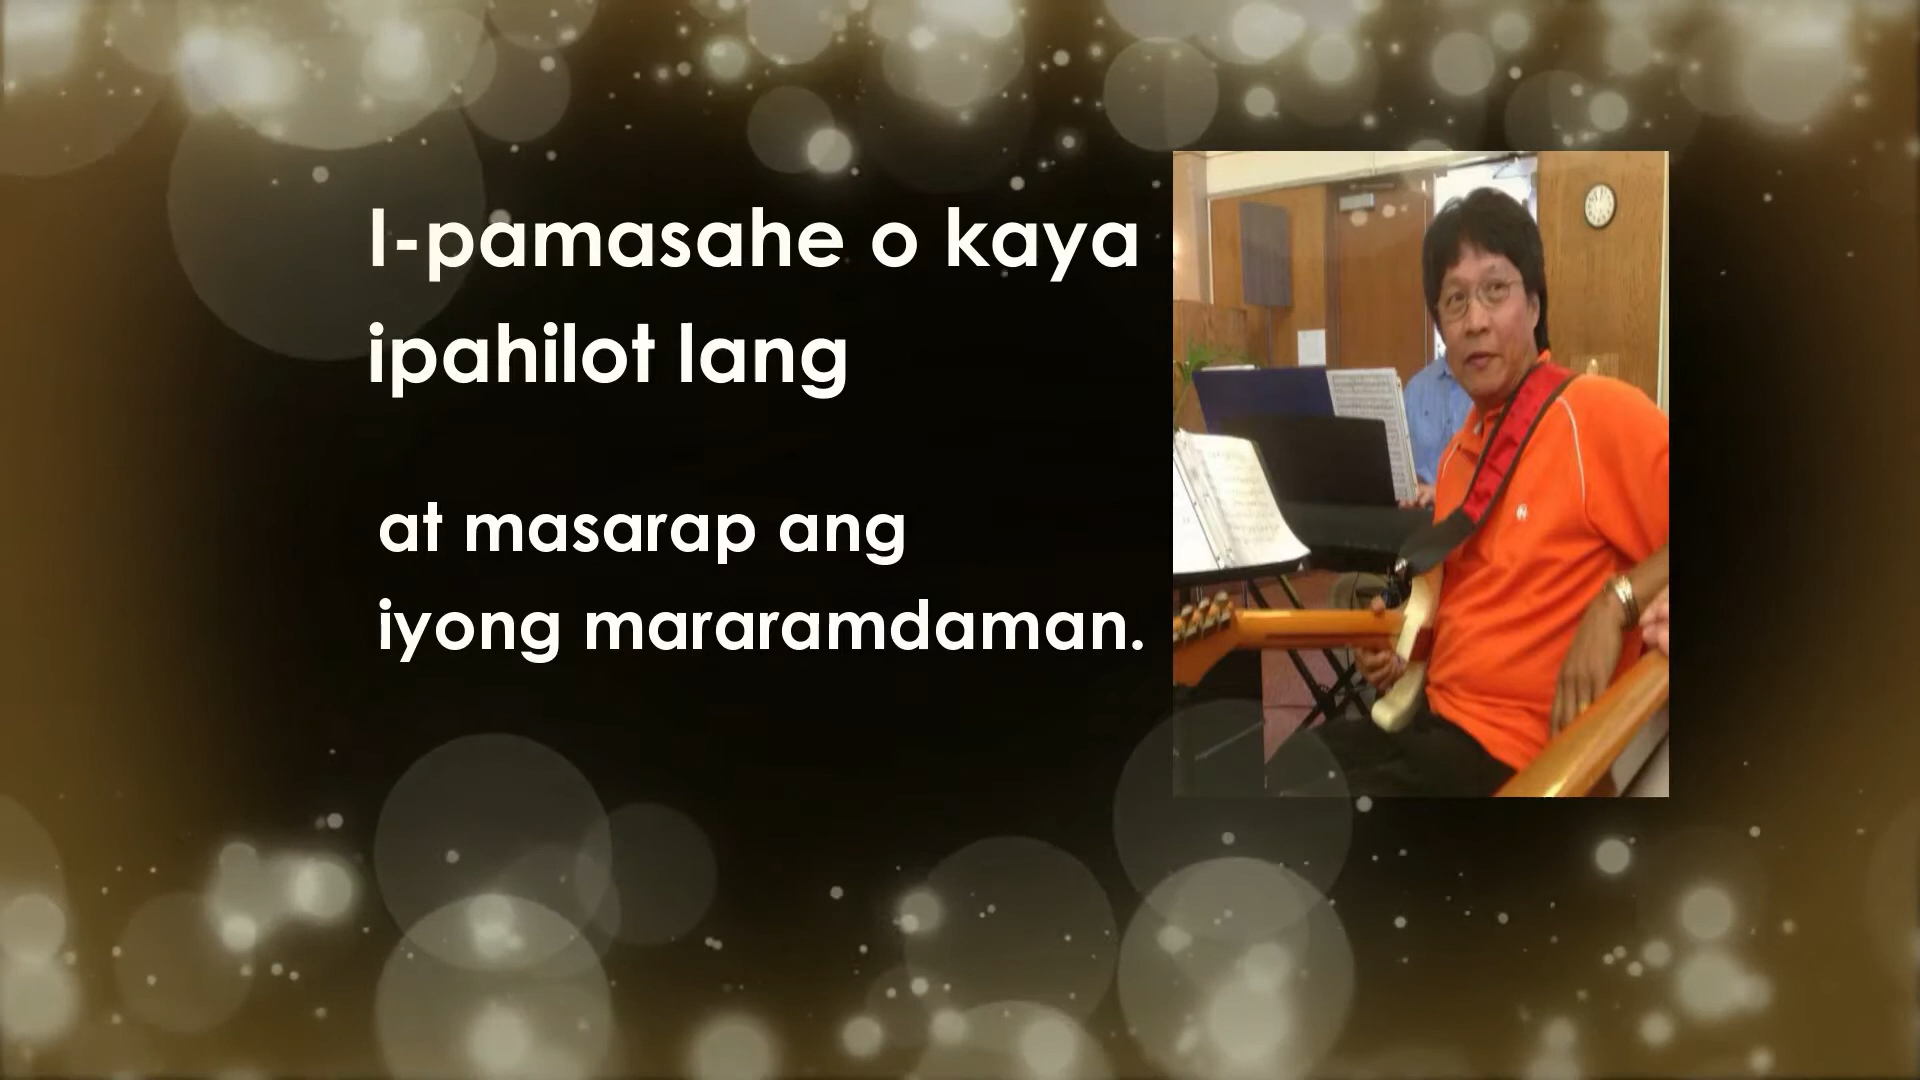 I-pamasahe o kaya
ipahilot lang
at masarap ang
iyong mararamdaman.